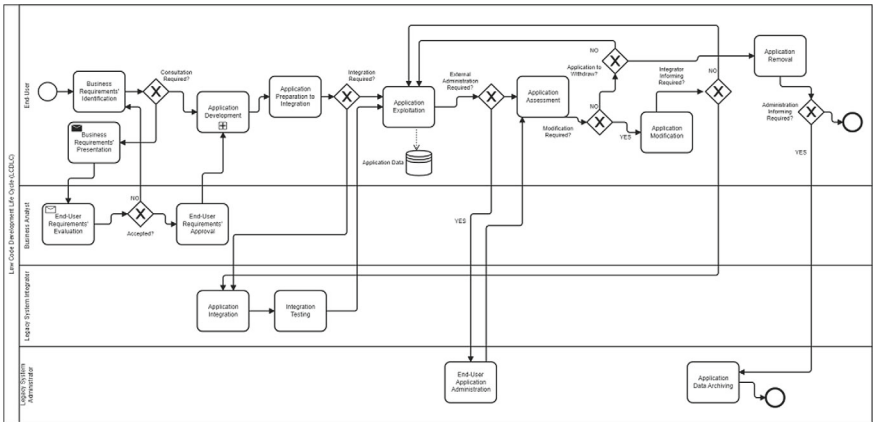 Low Code Development Life Cycle (LCDLC)
End-User
Business
Requirements'
Identification
Consultation
Required?
Business
Requirements'
Presentation
Application
Development
Application
Preparation to
Integration
Integration
Required?
Application
Exploitation
Application Data
External
Administration
Required?
Application
Assessment
Modification Required?
NO
YES
Application to
Withdraw?
NO
Application
Modification
Integrator
Informing
Required?
NO
Application
Removal
Administration
Informing
Required?
YES
Business Analyst
End-User
Requirements'
Evaluation
NO
Accepted?
End-User
Requirements'
Approval
YES
Legacy System Integrator
Application
Integration
Integration
Testing
Legacy System
Administrator
End-User
Application
Administration
Application
Data Archiving